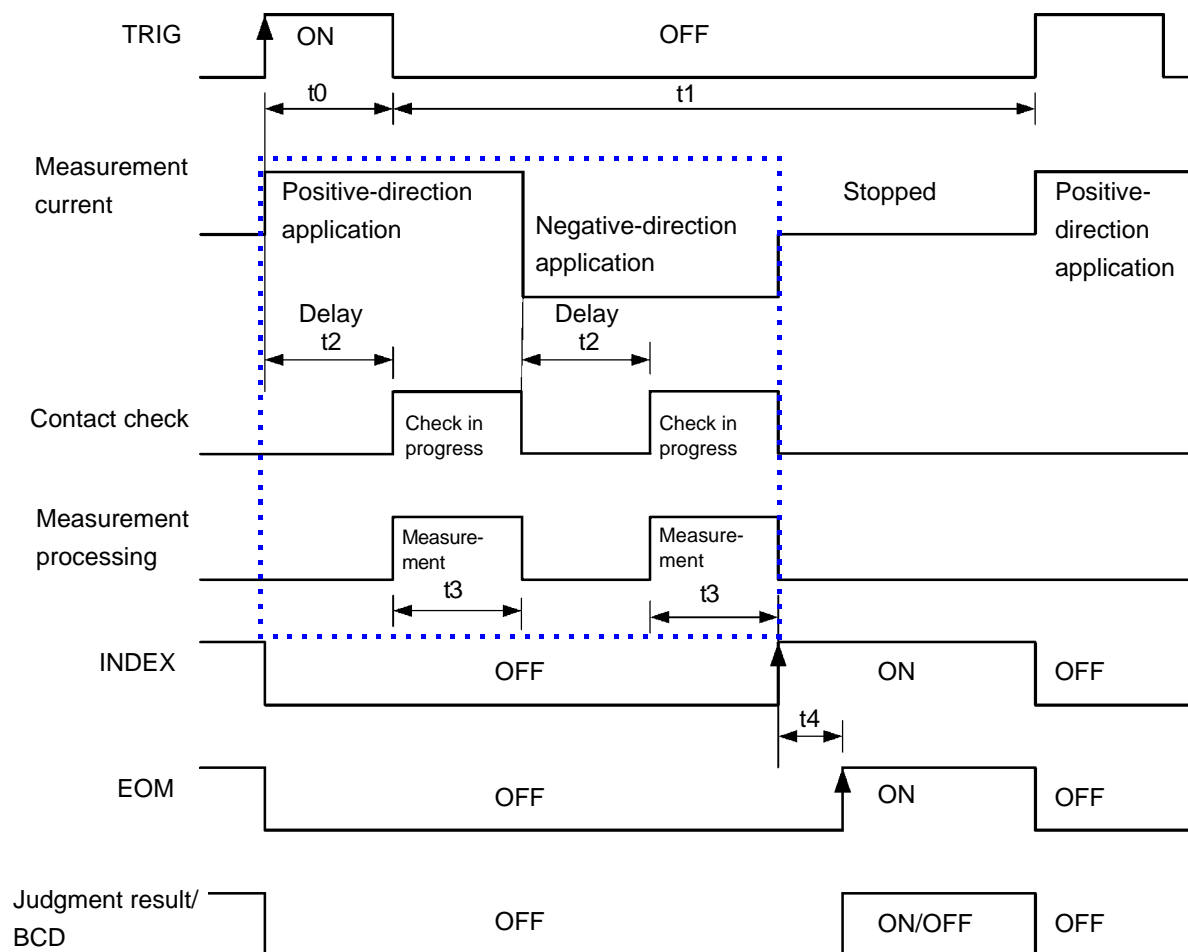 TRIG
ON
OFF
t0
t1
Measurement
current
Positive-direction
application
Negative-direction
application
Stopped
Positive-
direction
application
Delay
t2
Delay
t2
Contact check
Check in
progress
Check in
progress
Measurement
processing
Measure-
ment
Measure-
ment
t3
t3
INDEX
OFF
ON
OFF
t4
EOM
OFF
ON
OFF
Judgment result/
BCD
OFF
ON/OFF
OFF